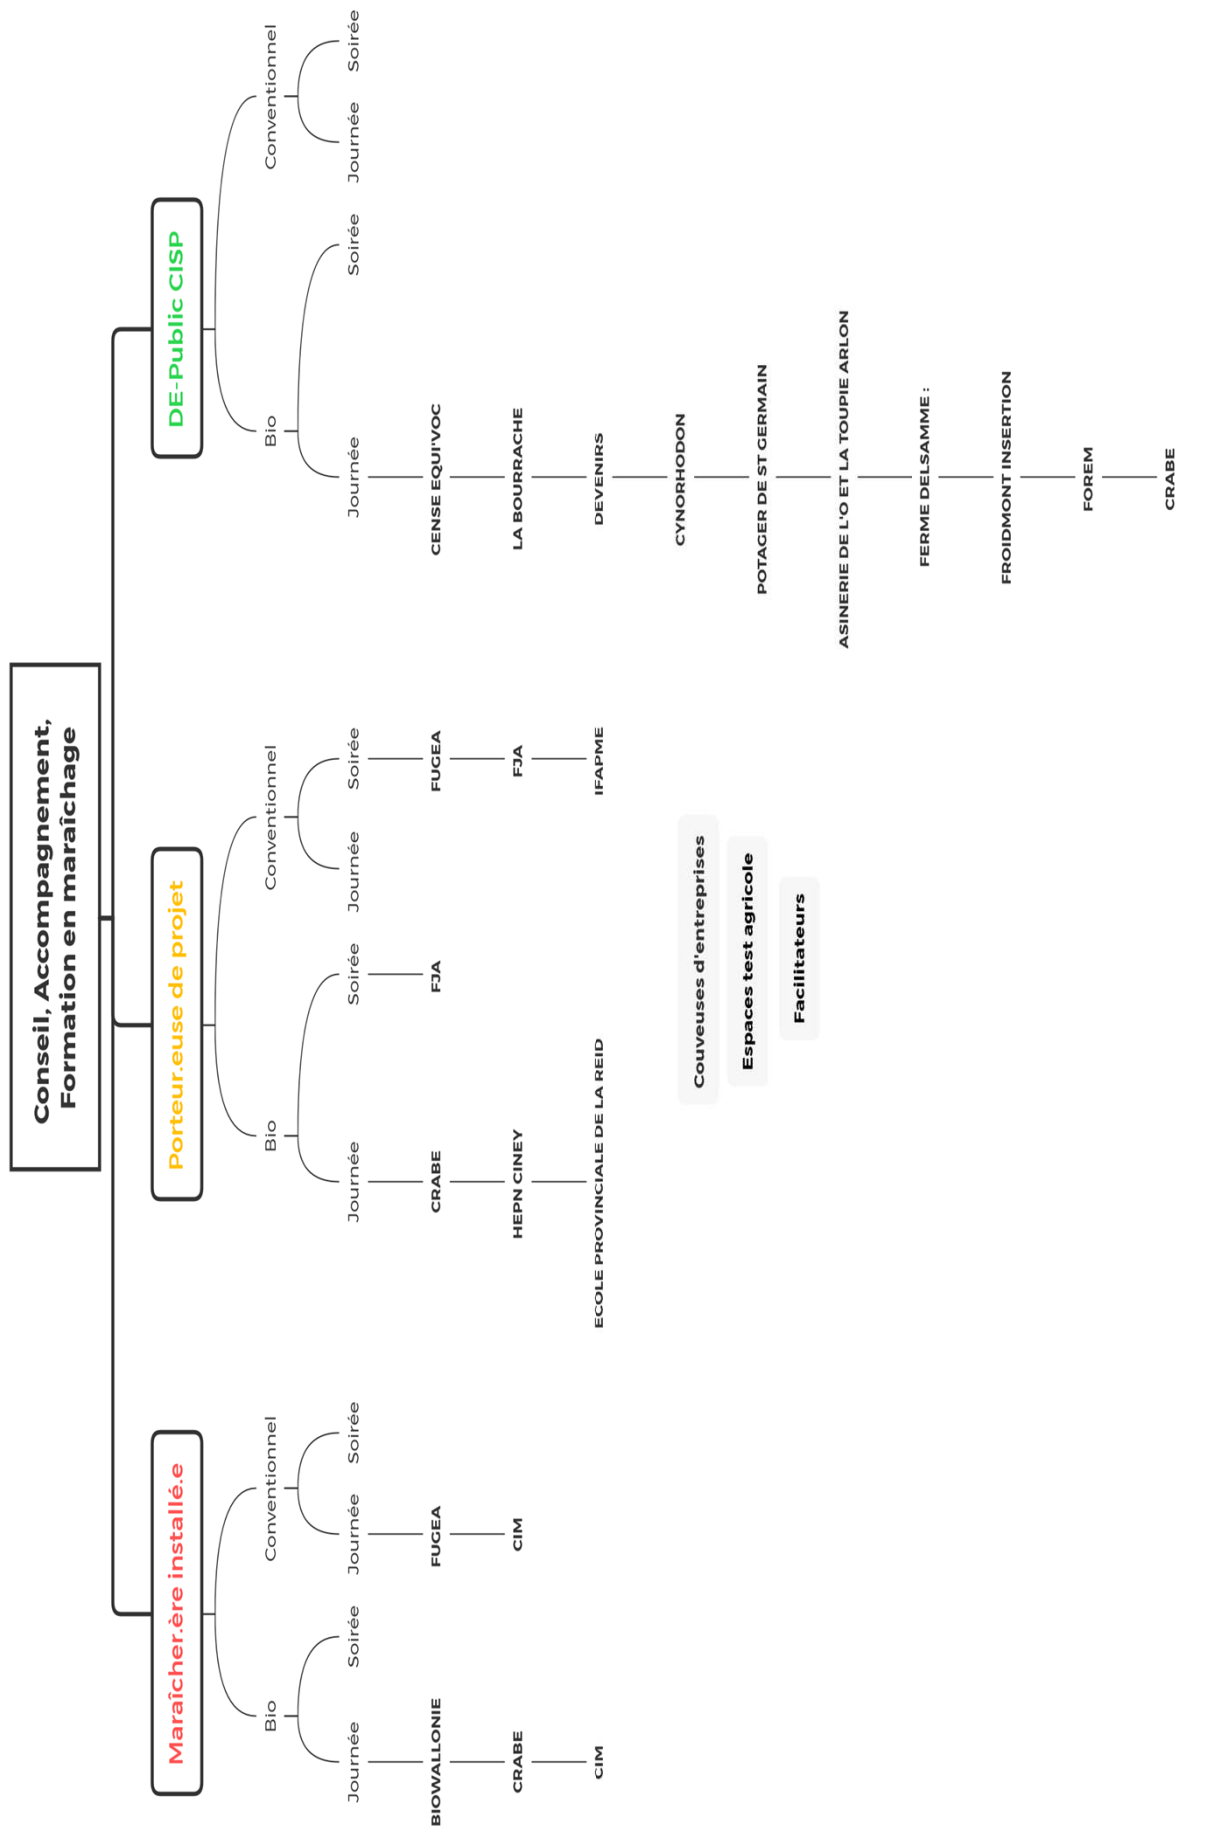 Conseil, Accompagnement,
Formation en maraîchage
Maraîcher.ère installé.e
Bio
Journée
BIOWALLONIE
CRABE
CIM
Soirée
Conventionnel
Journée
FUGEA
CIM
Soirée
Porteur.euse de projet
Bio
Journée
CRABE
HEPN CINEY
ECOLE PROVINCIALE DE LA REID
Soirée
FJA
Conventionnel
Journée
Soirée
FUGEA
FJA
IFAPME
Couveuses d'entreprises
Espaces test agricole
Facilitateurs
DE-Public CISP
Bio
Journée
CENSE EQUI'VOC
LA BOURRACHE
DEVENIRS
CYNORHODON
POTAGER DE ST GERMAIN
ASINERIE DE L'O ET LA TOUPIE ARLON
FERME DELSAMME :
FROIDMONT INSERTION
FOREM
CRABE
Soirée
Conventionnel
Journée
Soirée